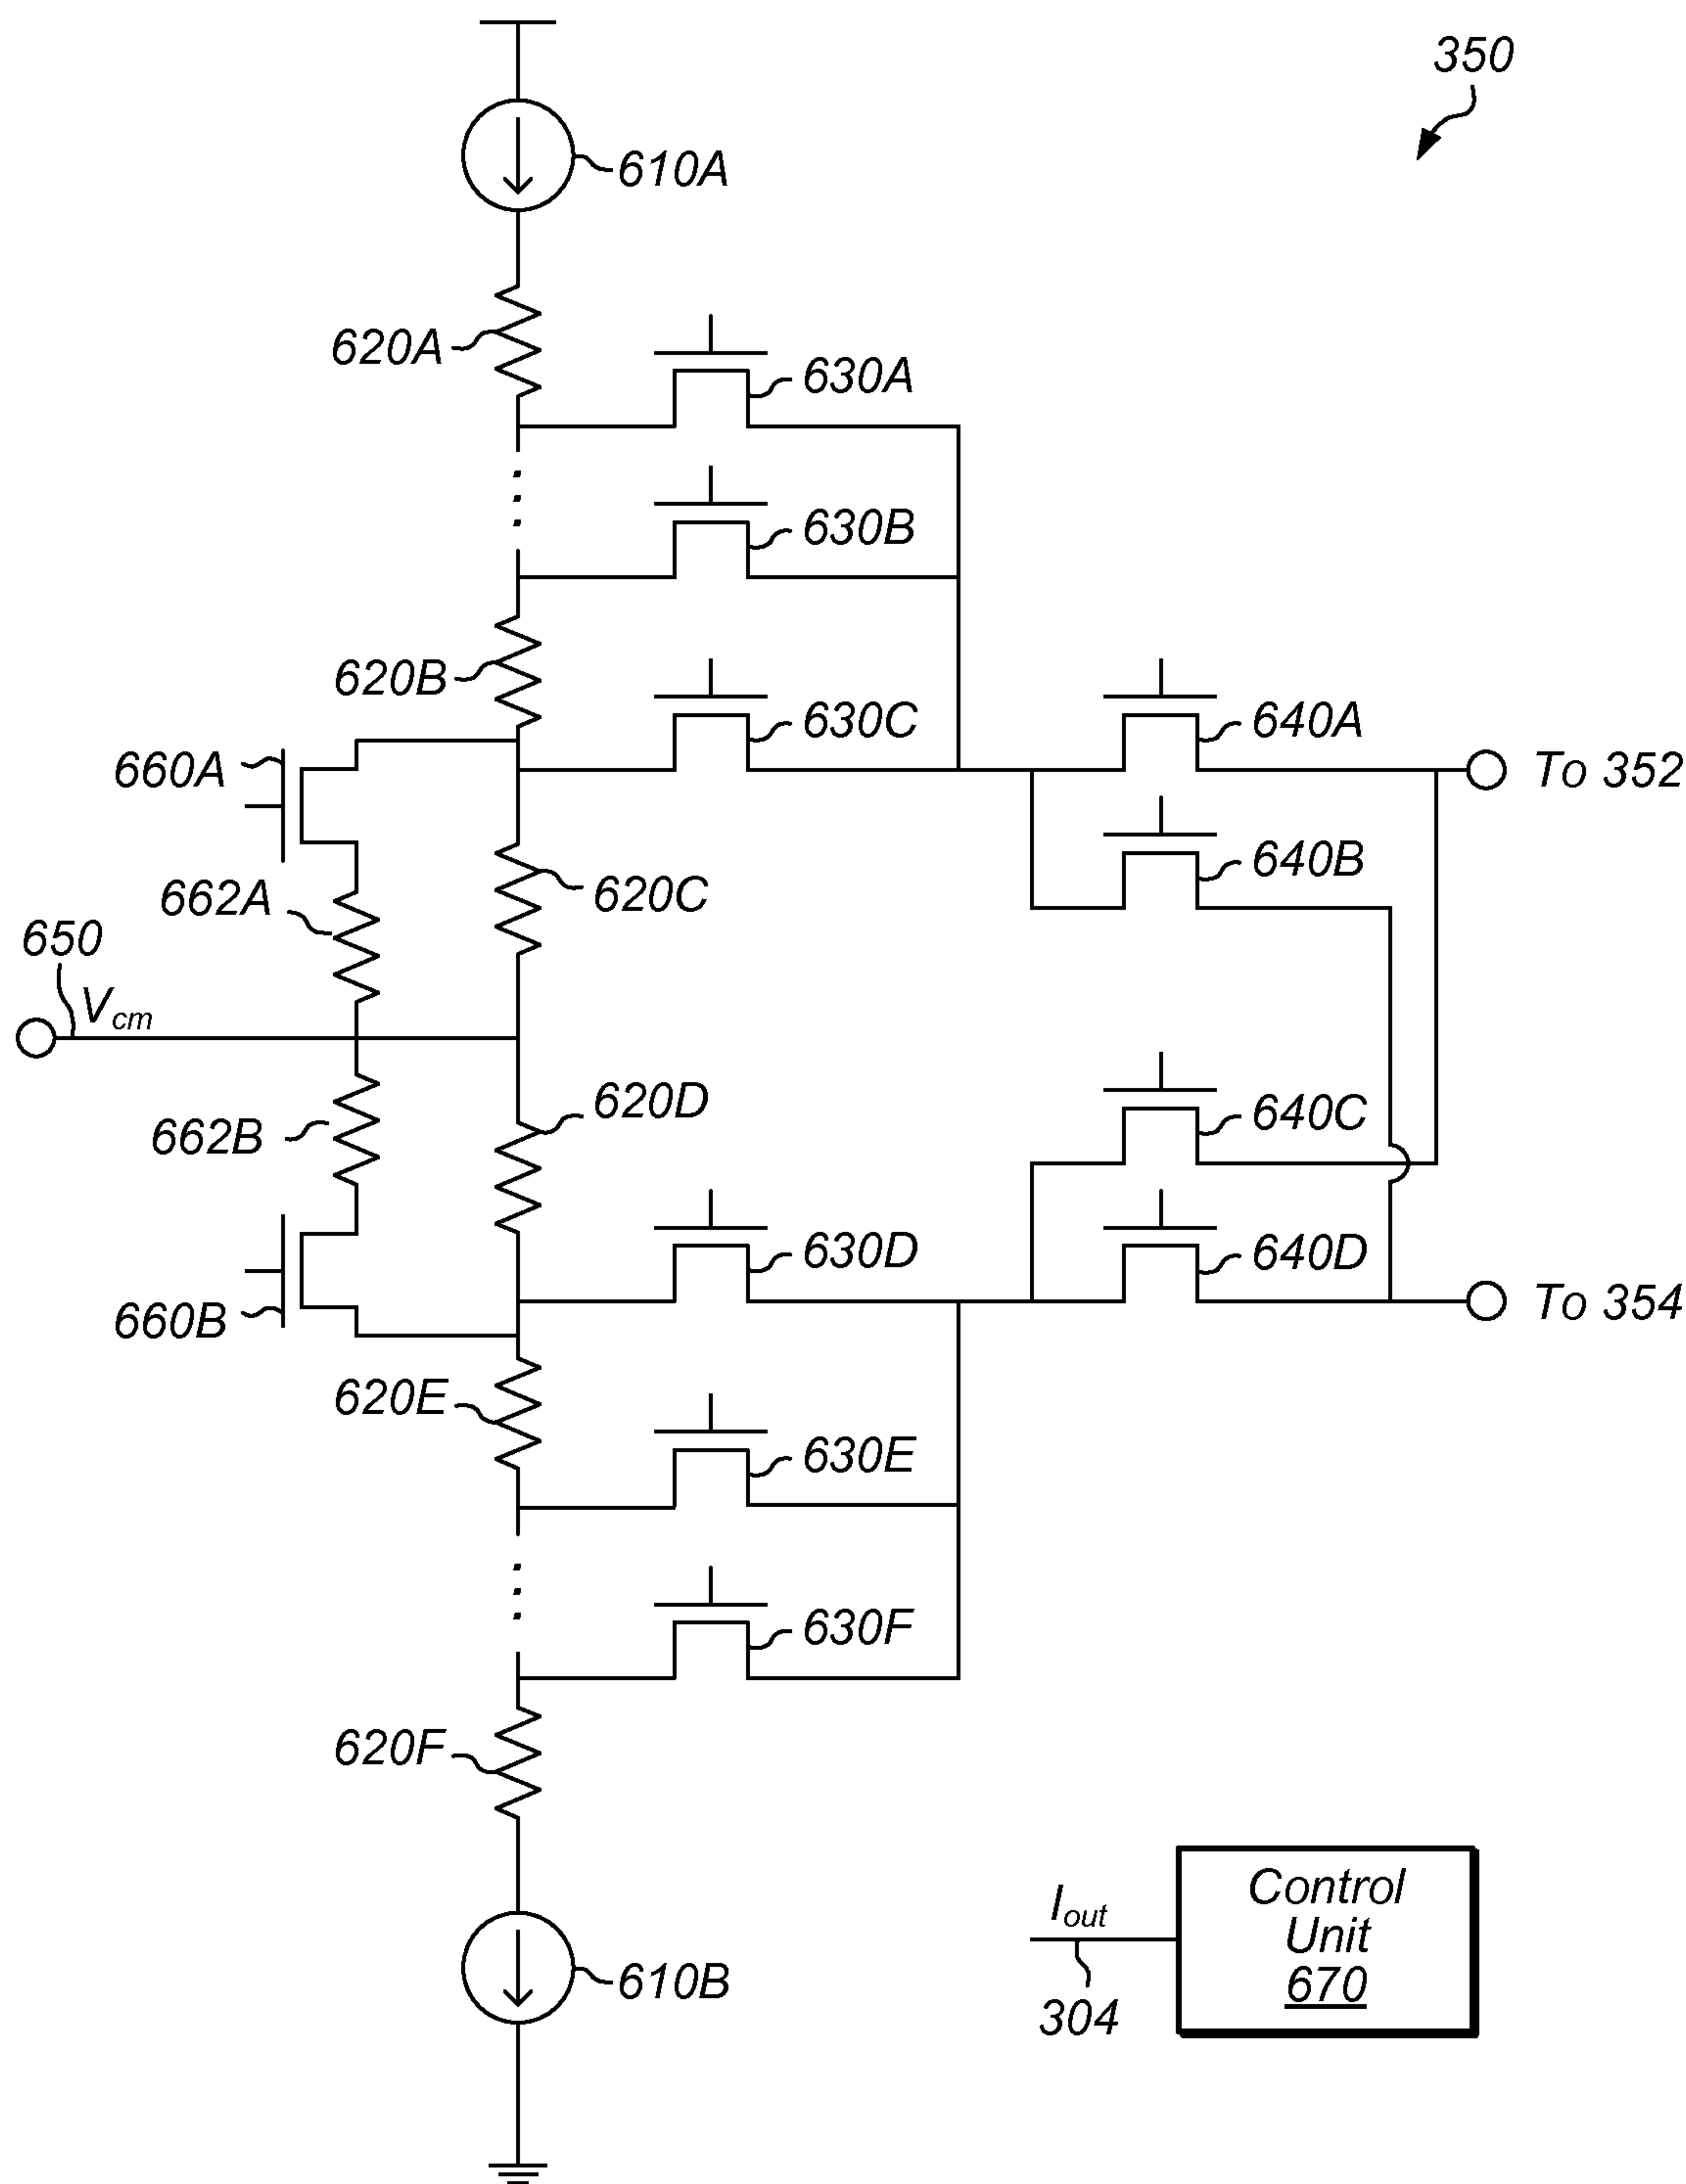 350
610A
620A
630A
630B
620B
630C
640A
660A
To 352
640B
662A
620C
650
Vcm
620D
640C
662B
630D
640D
660B
To 354
620E
630E
630F
620F
Control
Unit
670
Iout
304
610B